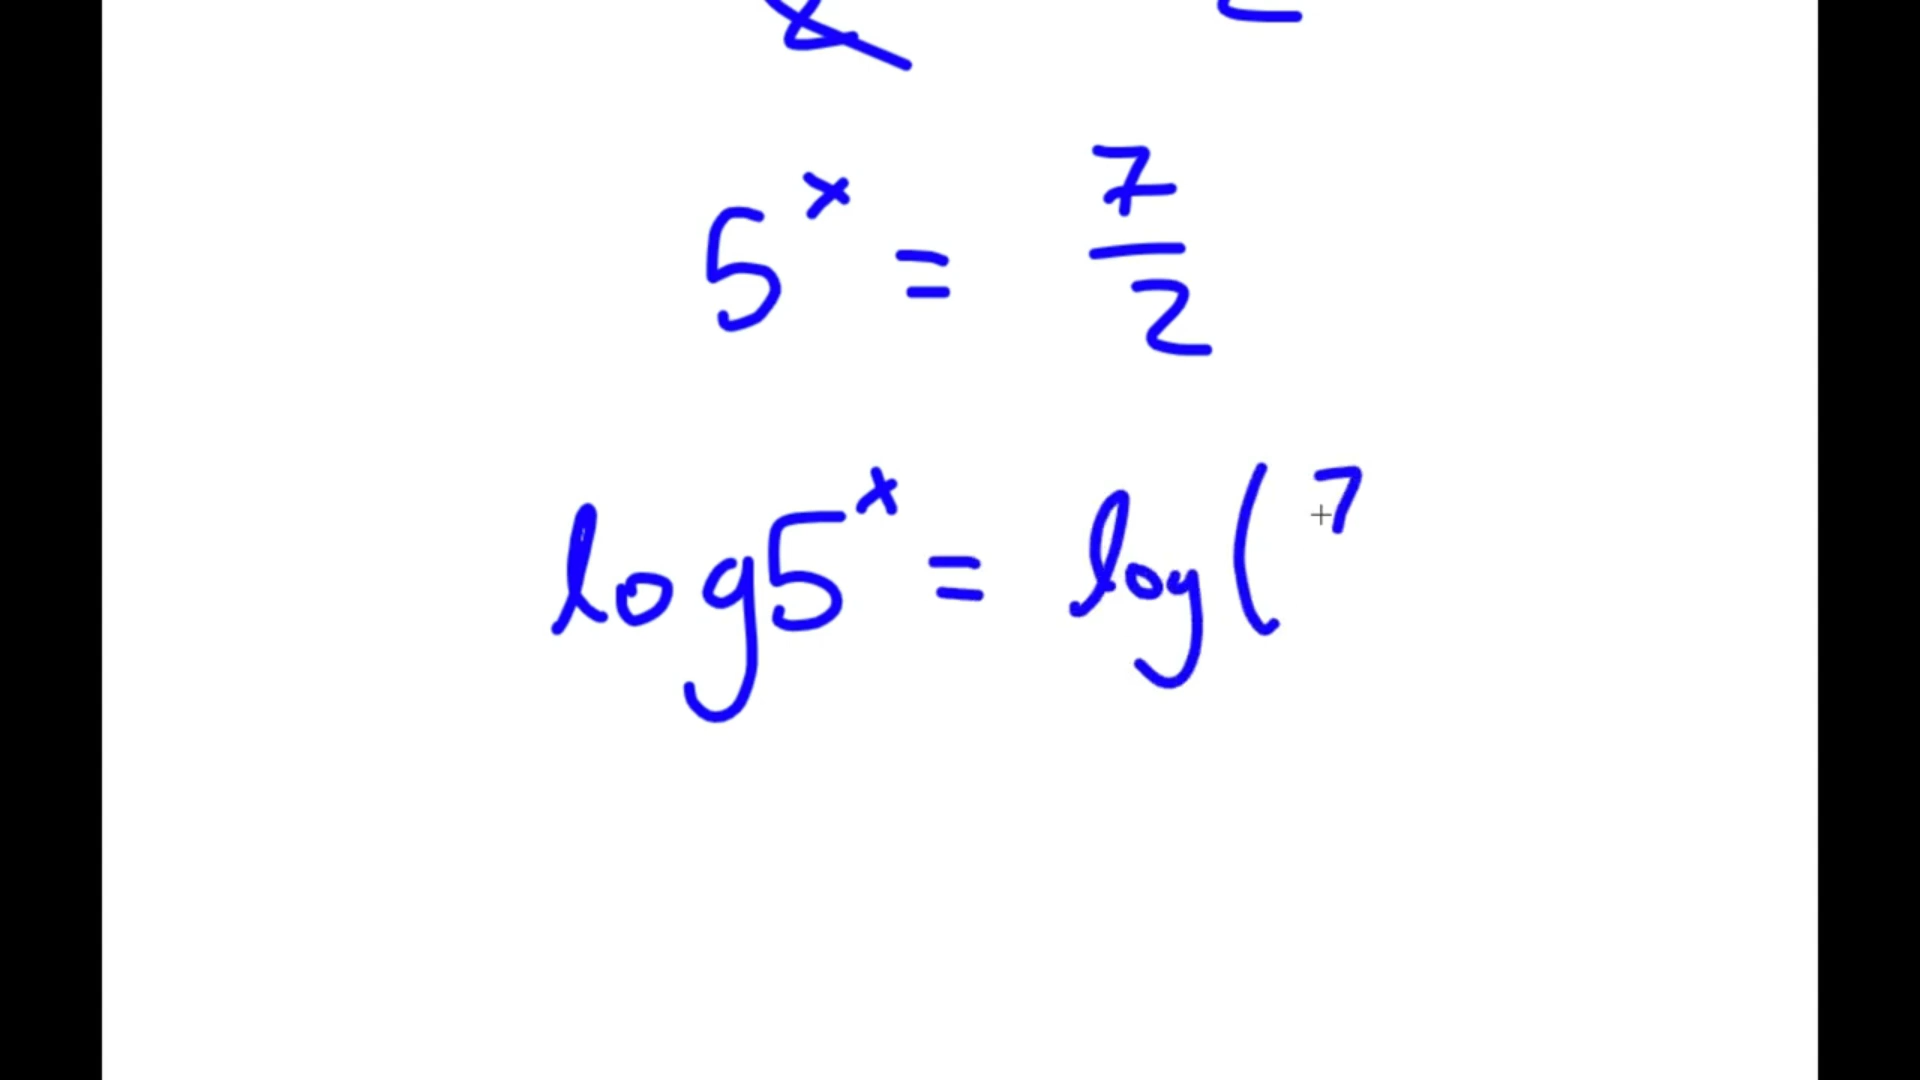 5^x = 7/2
log5^x = log(7